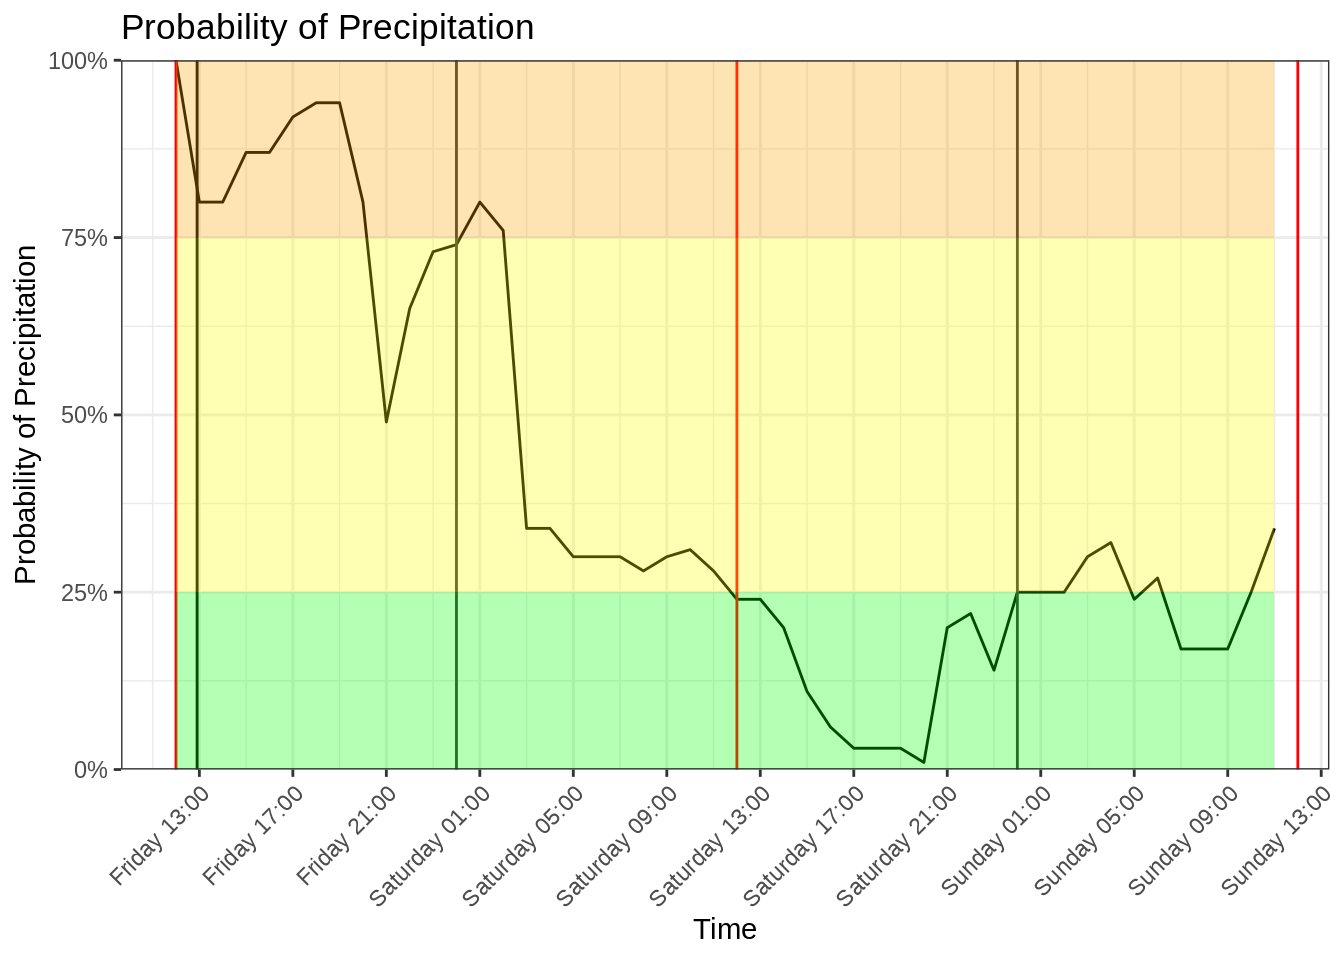 Probability of Precipitation
Probability of Precipitation
100%
75%
50%
25%
0%
Friday 13:00
Friday 17:00
Friday 21:00
Saturday 01:00
Saturday 05:00
Saturday 09:00
Saturday 13:00
Saturday 17:00
Saturday 21:00
Sunday 01:00
Sunday 05:00
Sunday 09:00
Sunday 13:00
Time